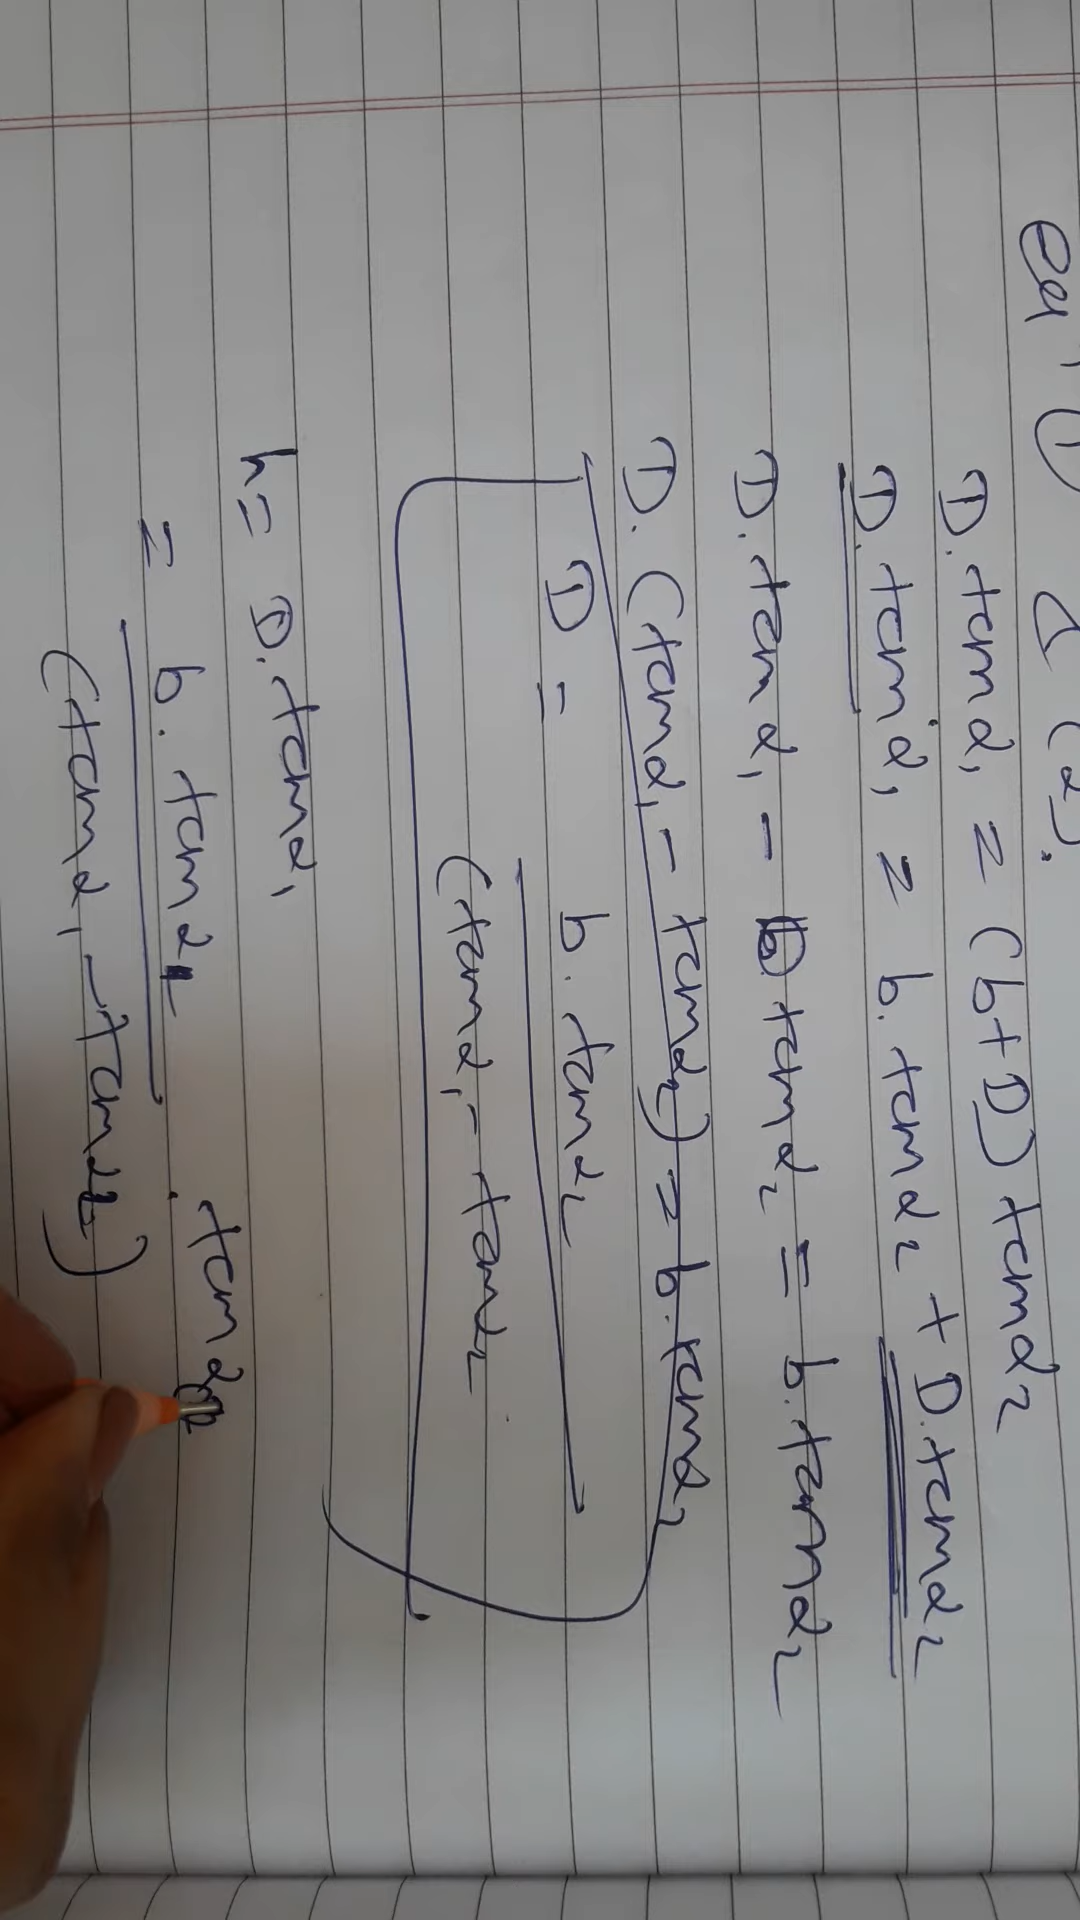 eq 1 & (2).
D.tanα₁ = (b+D) tanα₂
D.tanα₁ = b.tanα₂ + D.tanα₂
D.tanα₁ - D tanα₂ = b.tanα₂
D.(tanα₁ - tanα₂) = b.tanα₂
D = b.tanα₂
(tanα₁ - tanα₂
h = D.tanα₁
= b.tanα₂ . tanα
(tanα₁ - tanα₂)